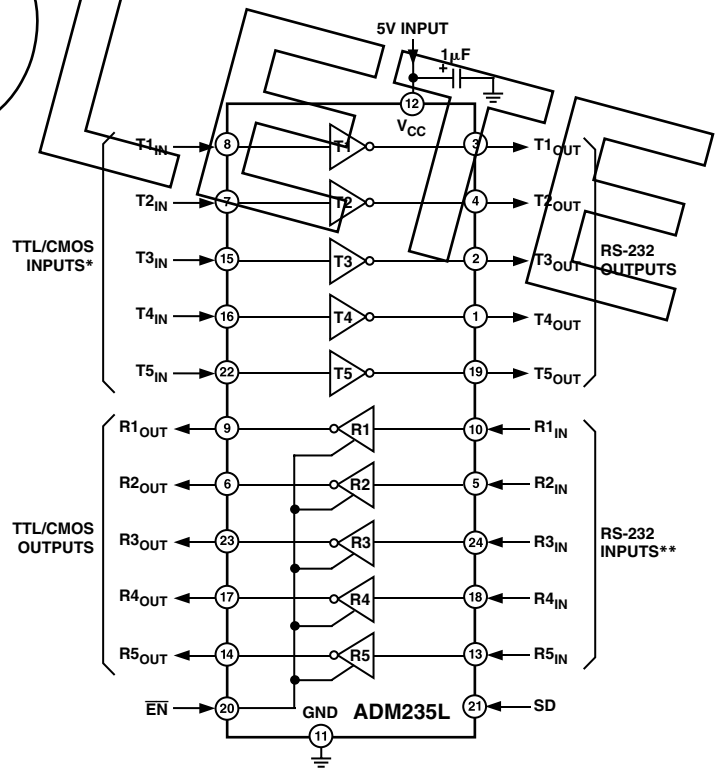 5V INPUT
1µF
+
12
VCC
T1IN 8 T1 3 T1OUT
T2IN 7 T2 4 T2OUT
TTL/CMOS
INPUTS*
T3IN 15 T3 2 T3OUT
RS-232
OUTPUTS
T4IN 16 T4 1 T4OUT
T5IN 22 T5 19 T5OUT
R1OUT 9 R1 10 R1IN
R2OUT 6 R2 5 R2IN
TTL/CMOS
OUTPUTS
R3OUT 23 R3 24 R3IN
RS-232
INPUTS**
R4OUT 17 R4 18 R4IN
R5OUT 14 R5 13 R5IN
E̅N̅ 20 GND ADM235L 21 SD
11
LETE